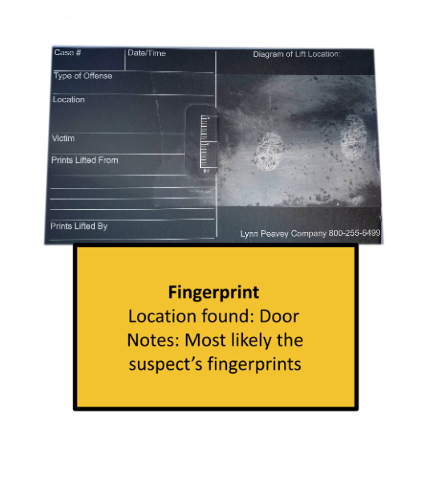 Case #
Date/Time
Diagram of Lift Location:
Type of Offense
Location
Victim
Prints Lifted From
Prints Lifted By
Lynn Peavey Company 800-255-6499
Fingerprint
Location found: Door
Notes: Most likely the
suspect's fingerprints